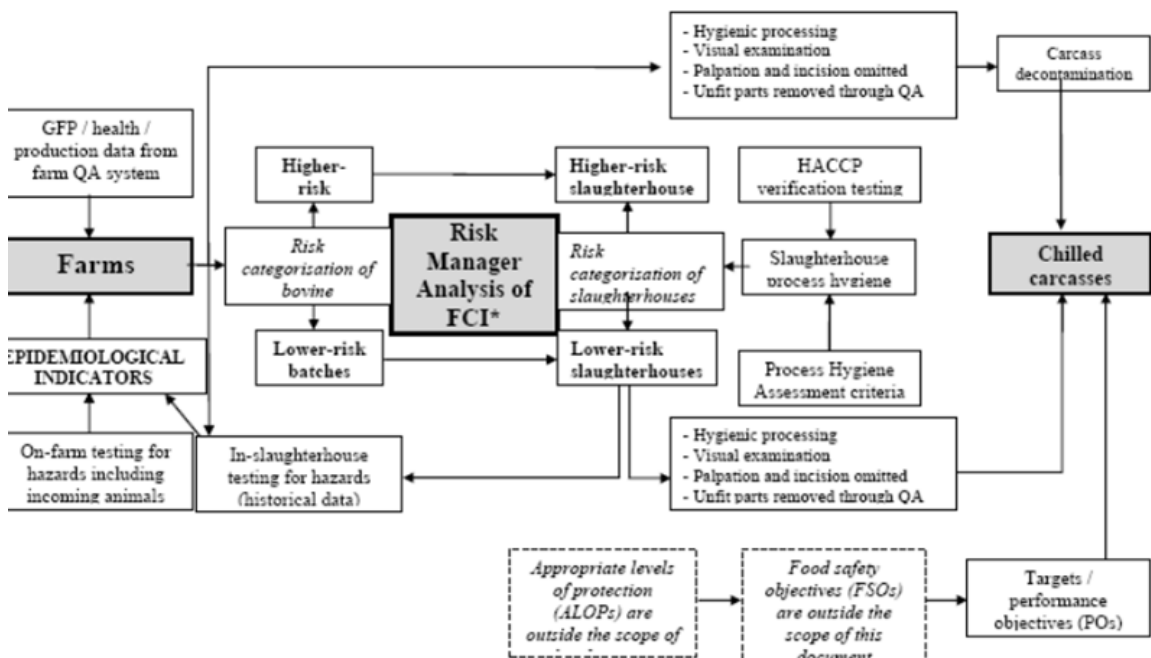 - Hygienic processing
- Visual examination
- Palpation and incision omitted
- Unfit parts removed through QA
Carcass
decontamination
GFP / health /
production data from
farm QA system
Higher-
risk
Higher-risk
slaughterhouse
HACCP
verification testing
Farms
Risk
categorisation of
bovine
Risk
Manager
Analysis of
FCI*
Risk
categorisation of
slaughterhouses
Slaughterhouse
process hygiene
Chilled
carcasses
EPIDEMIOLOGICAL
INDICATORS
Lower-risk
batches
Lower-risk
slaughterhouses
Process Hygiene
Assessment criteria
On-farm testing for
hazards including
incoming animals
In-slaughterhouse
testing for hazards
(historical data)
- Hygienic processing
- Visual examination
- Palpation and incision omitted
- Unfit parts removed through QA
Appropriate levels
of protection
(ALOPs) are
outside the scope of
Food safety
objectives (FSOs)
are outside the
scope of this
document
Targets /
performance
objectives (POs)